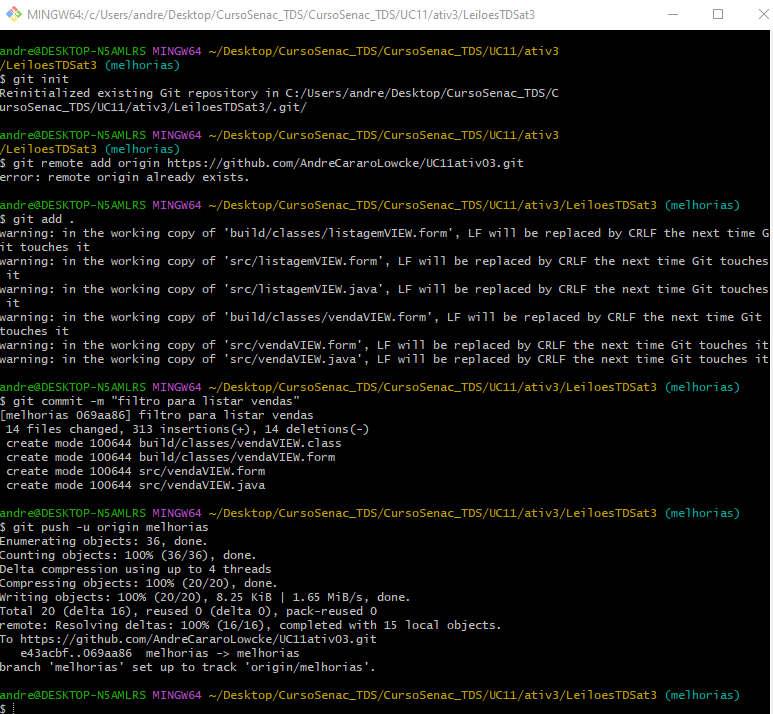 MINGW64:/c/Users/andre/Desktop/CursoSenac_TDS/CursoSenac_TDS/UC11/ativ3/LeiloesTDSat3
andre@DESKTOP-N5AMLRS MINGW64 ~/Desktop/CursoSenac_TDS/CursoSenac_TDS/UC11/ativ3
/LeiloesTDSat3 (melhorias)
$ git init
Reinitialized existing Git repository in C:/Users/andre/Desktop/CursoSenac_TDS/C
ursoSenac_TDS/UC11/ativ3/LeiloesTDSat3/.git/
andre@DESKTOP-N5AMLRS MINGW64 ~/Desktop/CursoSenac_TDS/CursoSenac_TDS/UC11/ativ3
/LeiloesTDSat3 (melhorias)
$ git remote add origin https://github.com/AndreCararoLowcke/UC11ativ03.git
error: remote origin already exists.
andre@DESKTOP-N5AMLRS MINGW64 ~/Desktop/CursoSenac_TDS/CursoSenac_TDS/UC11/ativ3/LeiloesTDSat3 (melhorias)
$ git add .
warning: in the working copy of 'build/classes/listagemVIEW.form', LF will be replaced by CRLF the next time G
it touches it
warning: in the working copy of 'src/listagemVIEW.form', LF will be replaced by CRLF the next time Git touches
 it
warning: in the working copy of 'src/listagemVIEW.java', LF will be replaced by CRLF the next time Git touches
 it
warning: in the working copy of 'build/classes/vendaVIEW.form', LF will be replaced by CRLF the next time Git
touches it
warning: in the working copy of 'src/vendaVIEW.form', LF will be replaced by CRLF the next time Git touches it
warning: in the working copy of 'src/vendaVIEW.java', LF will be replaced by CRLF the next time Git touches it
andre@DESKTOP-N5AMLRS MINGW64 ~/Desktop/CursoSenac_TDS/CursoSenac_TDS/UC11/ativ3/LeiloesTDSat3 (melhorias)
$ git commit -m "filtro para listar vendas"
[melhorias 069aa86] filtro para listar vendas
 14 files changed, 313 insertions(+), 14 deletions(-)
 create mode 100644 build/classes/vendaVIEW.class
 create mode 100644 build/classes/vendaVIEW.form
 create mode 100644 src/vendaVIEW.form
 create mode 100644 src/vendaVIEW.java
andre@DESKTOP-N5AMLRS MINGW64 ~/Desktop/CursoSenac_TDS/CursoSenac_TDS/UC11/ativ3/LeiloesTDSat3 (melhorias)
$ git push -u origin melhorias
Enumerating objects: 36, done.
Counting objects: 100% (36/36), done.
Delta compression using up to 4 threads
Compressing objects: 100% (20/20), done.
Writing objects: 100% (20/20), 8.25 KiB | 1.65 MiB/s, done.
Total 20 (delta 16), reused 0 (delta 0), pack-reused 0
remote: Resolving deltas: 100% (16/16), completed with 15 local objects.
To https://github.com/AndreCararoLowcke/UC11ativ03.git
   e43acbf..069aa86  melhorias -> melhorias
branch 'melhorias' set up to track 'origin/melhorias'.
andre@DESKTOP-N5AMLRS MINGW64 ~/Desktop/CursoSenac_TDS/CursoSenac_TDS/UC11/ativ3/LeiloesTDSat3 (melhorias)
$